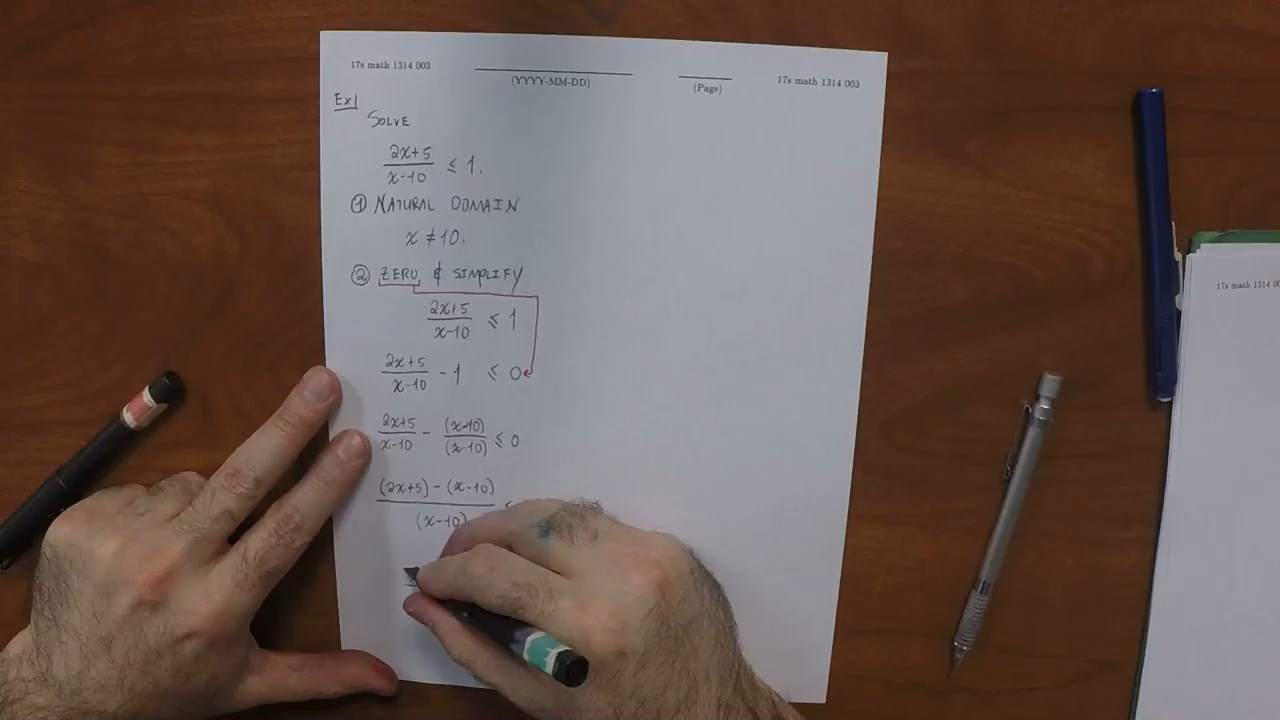 17s math 1314 003 (YYYY-MM-DD) (Page) 17s math 1314 003
Ex1
SOLVE
(2x+5)/(x-10) ≤ 1.
① NATURAL DOMAIN
x ≠ 10.
② ZERO & SIMPLIFY
(2x+5)/(x-10) ≤ 1
(2x+5)/(x-10) - 1 ≤ 0
(2x+5)/(x-10) - (x-10)/(x-10) ≤ 0
((2x+5) - (x-10))/(x-10)
17s math 1314 00